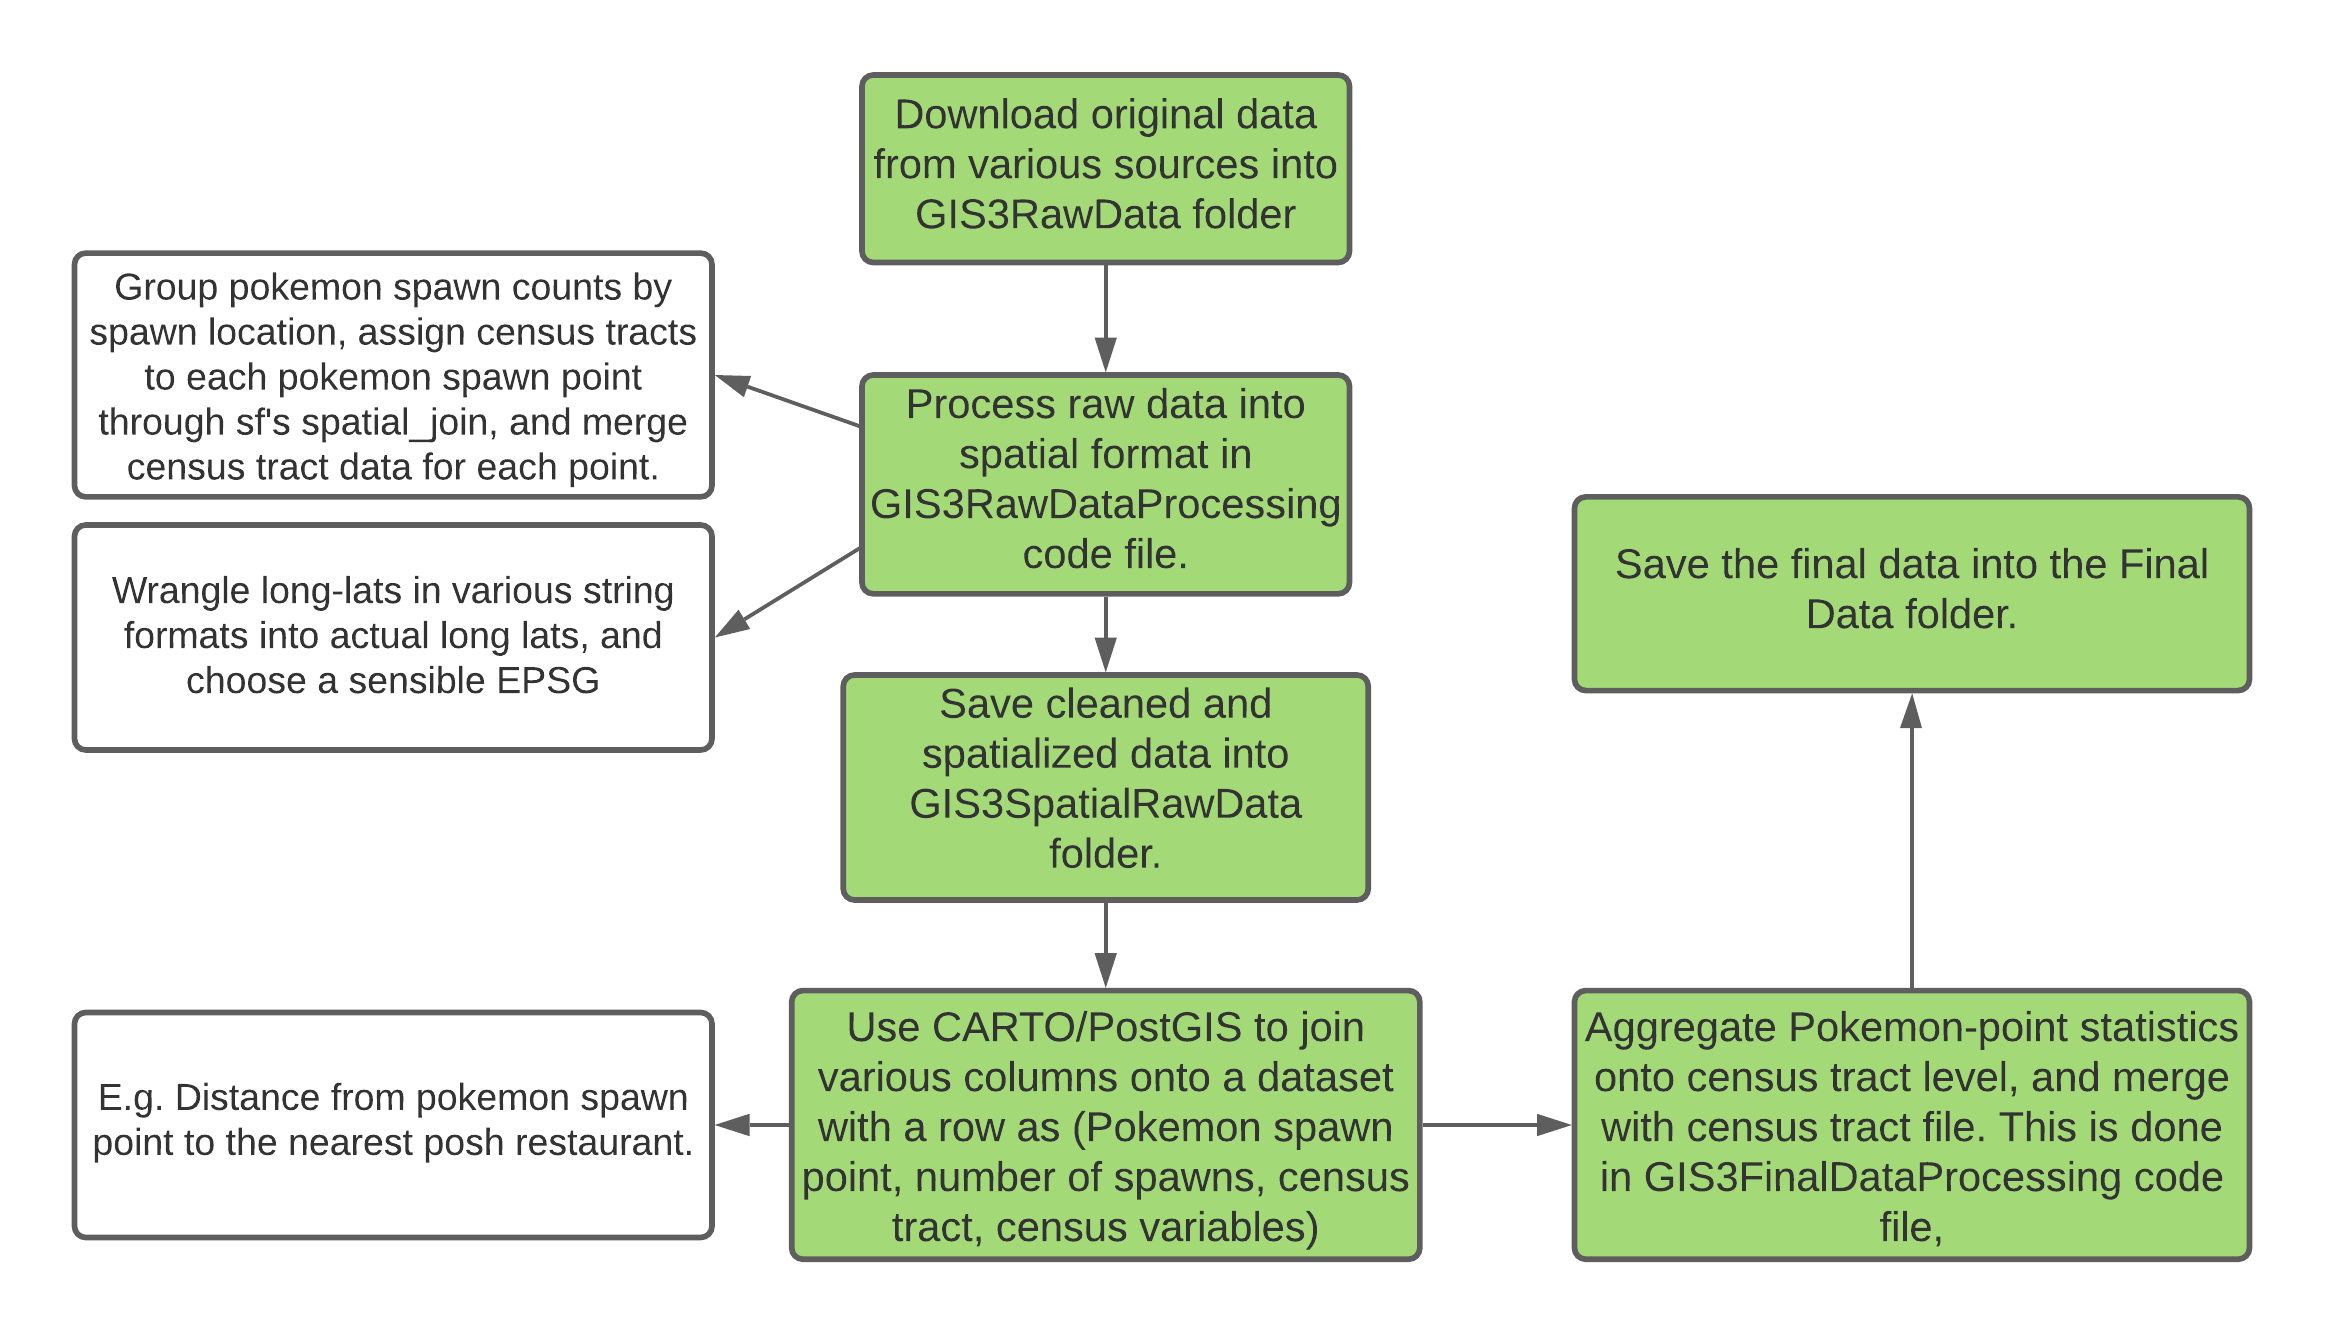 Download original data
from various sources into
GIS3RawData folder
Group pokemon spawn counts by
spawn location, assign census tracts
to each pokemon spawn point
through sf's spatial_join, and merge
census tract data for each point.
Process raw data into
spatial format in
GIS3RawDataProcessing
code file.
Wrangle long-lats in various string
formats into actual long lats, and
choose a sensible EPSG
Save cleaned and
spatialized data into
GIS3SpatialRawData
folder.
E.g. Distance from pokemon spawn
point to the nearest posh restaurant.
Use CARTO/PostGIS to join
various columns onto a dataset
with a row as (Pokemon spawn
point, number of spawns, census
tract, census variables)
Aggregate Pokemon-point statistics
onto census tract level, and merge
with census tract file. This is done
in GIS3FinalDataProcessing code
file,
Save the final data into the Final
Data folder.